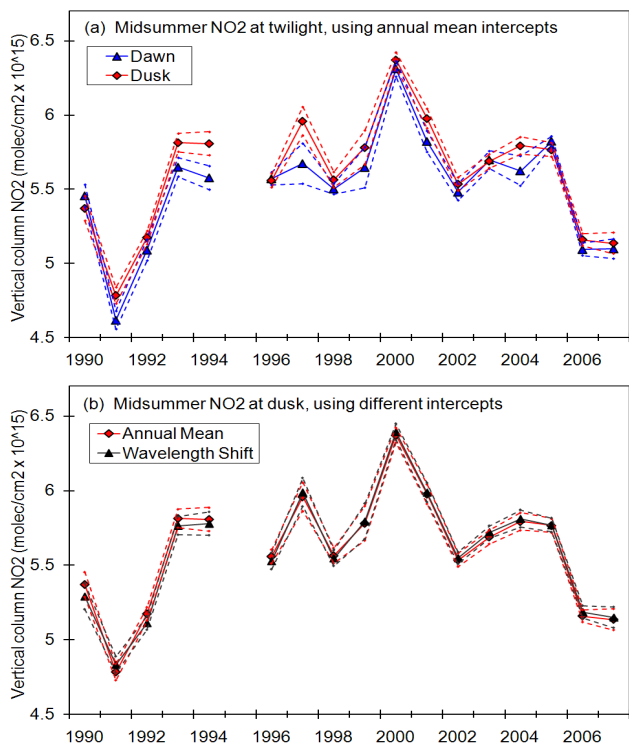 (a) Midsummer NO2 at twilight, using annual mean intercepts
Dawn
Dusk
Vertical column NO2 (molec/cm2 x 10^15)
6.5
6
5.5
5
4.5
1990 1992 1994 1996 1998 2000 2002 2004 2006
(b) Midsummer NO2 at dusk, using different intercepts
Annual Mean
Wavelength Shift
Vertical column NO2 (molec/cm2 x 10^15)
6.5
6
5.5
5
4.5
1990 1992 1994 1996 1998 2000 2002 2004 2006